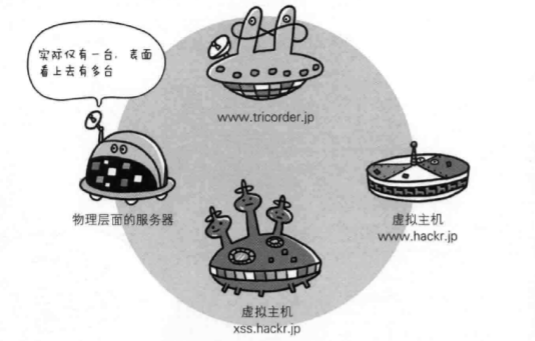 实际仅有一台，表面
看上去有多台
www.tricorder.jp
物理层面的服务器
虚拟主机
www.hackr.jp
虚拟主机
xss.hackr.jp